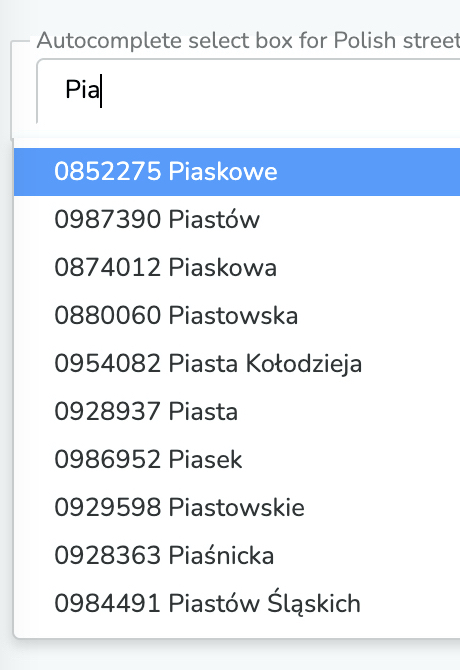 Autocomplete select box for Polish street
Pia
0852275 Piaskowe
0987390 Piastów
0874012 Piaskowa
0880060 Piastowska
0954082 Piasta Kołodzieja
0928937 Piasta
0986952 Piasek
0929598 Piastowskie
0928363 Piaśnicka
0984491 Piastów Śląskich